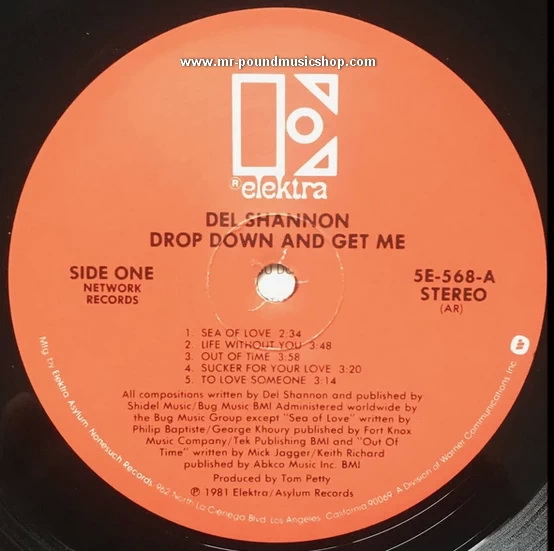 www.mr-poundmusicshop.com
® elektra
DEL SHANNON
DROP DOWN AND GET ME
SIDE ONE
NETWORK
RECORDS
5E-568-A
STEREO
(AR)
1. SEA OF LOVE 2:34
2. LIFE WITHOUT YOU 3:48
3. OUT OF TIME 3:58
4. SUCKER FOR YOUR LOVE 3:20
5. TO LOVE SOMEONE 3:14
All compositions written by Del Shannon and published by
Shidel Music/Bug Music BMI Administered worldwide by
the Bug Music Group except "Sea of Love" written by
Philip Baptiste/George Khoury published by Fort Knox
Music Company/Tek Publishing BMI and "Out Of
Time" written by Mick Jagger/Keith Richard
published by Abkco Music Inc. BMI
Produced by Tom Petty
℗ 1981 Elektra/Asylum Records
Mfg. by Elektra, Asylum, Nonesuch Records, 962 North La Cienega Blvd. Los Angeles, California 90069. A Division of Warner Communications Inc.